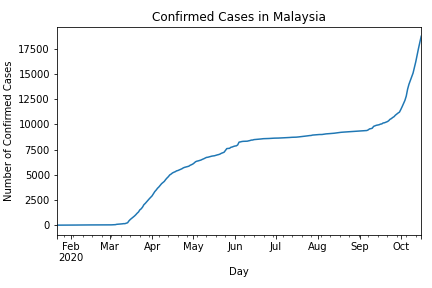 Confirmed Cases in Malaysia
Number of Confirmed Cases
17500
15000
12500
10000
7500
5000
2500
0
Feb Mar Apr May Jun Jul Aug Sep Oct
2020
Day